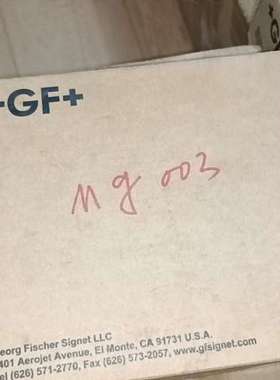 +GF+
Mg 003
eorg Fischer Signet LLC
401 Aerojet Avenue, El Monte, CA 91731 U.S.A.
el (626) 571-2770, Fax (626) 573-2057, www.gfsignet.com